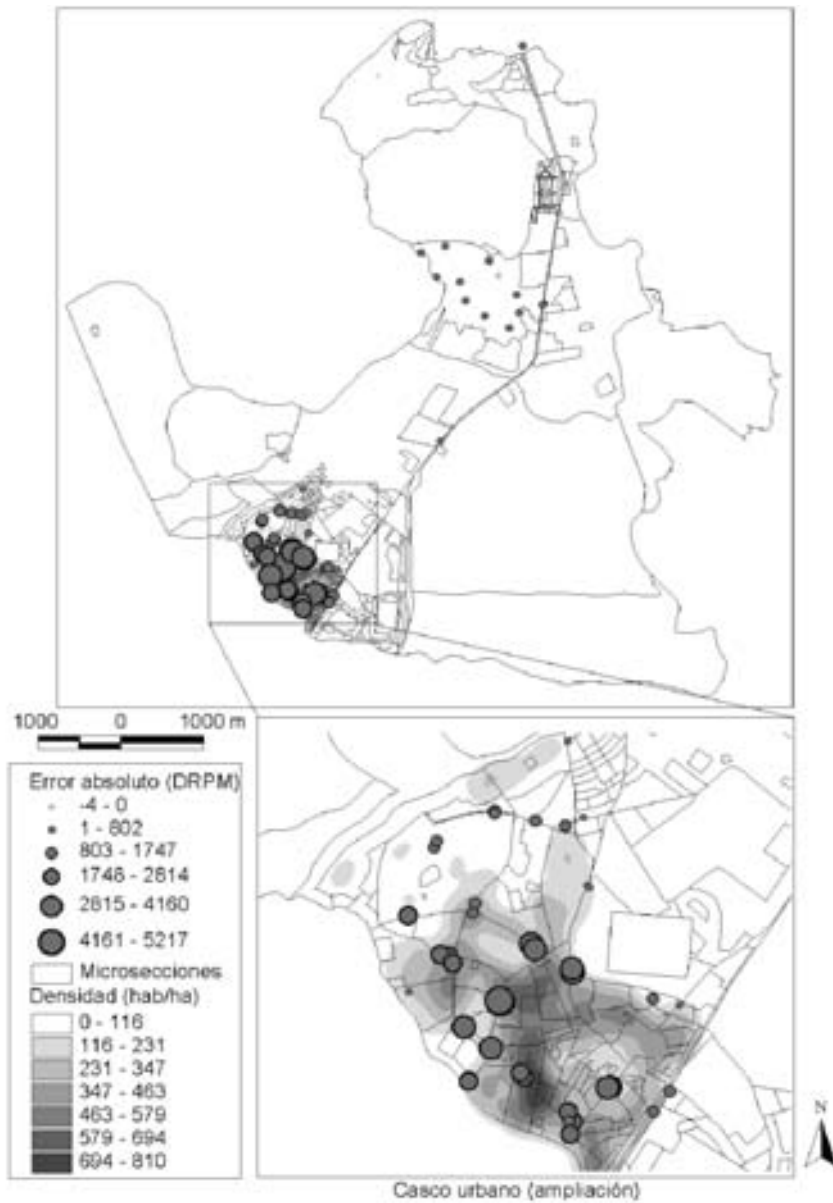 1000 0 1000 m
Error absoluto (DRPM)
-4 - 0
1 - 802
803 - 1747
1748 - 2814
2815 - 4160
4161 - 5217
Microsecciones
Densidad (hab/ha)
0 - 116
116 - 231
231 - 347
347 - 463
463 - 579
579 - 694
694 - 810
N
Casco urbano (ampliación)